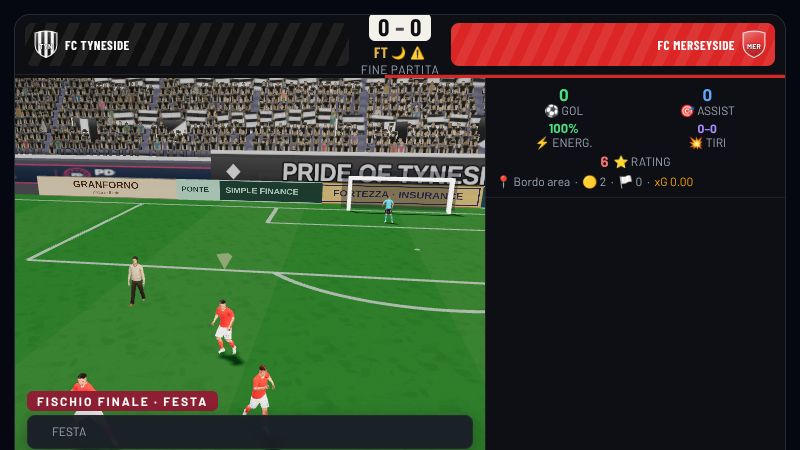 0 - 0
TYN FC TYNESIDE
FT 🌙 ⚠️
FINE PARTITA
FC MERSEYSIDE MER
0
⚽ GOL
0
🎯 ASSIST
100%
⚡ ENERG.
0-0
💥 TIRI
6 ⭐ RATING
📍 Bordo area · 🟡 2 · 🏳️ 0 · xG 0.00
PD
PRIDE OF TYNESI
GRANFORNO
PONTE
SIMPLE FINANCE
FORTEZZA · INSURANCE
FISCHIO FINALE · FESTA
FESTA